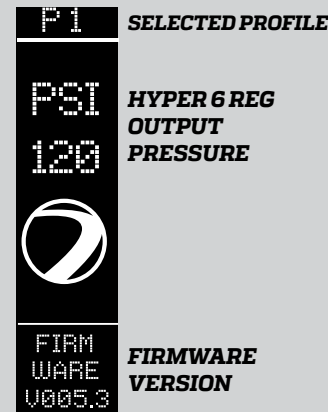 P1
SELECTED PROFILE
PSI
120
HYPER 6 REG
OUTPUT
PRESSURE
FIRM
WARE
V005.3
FIRMWARE
VERSION